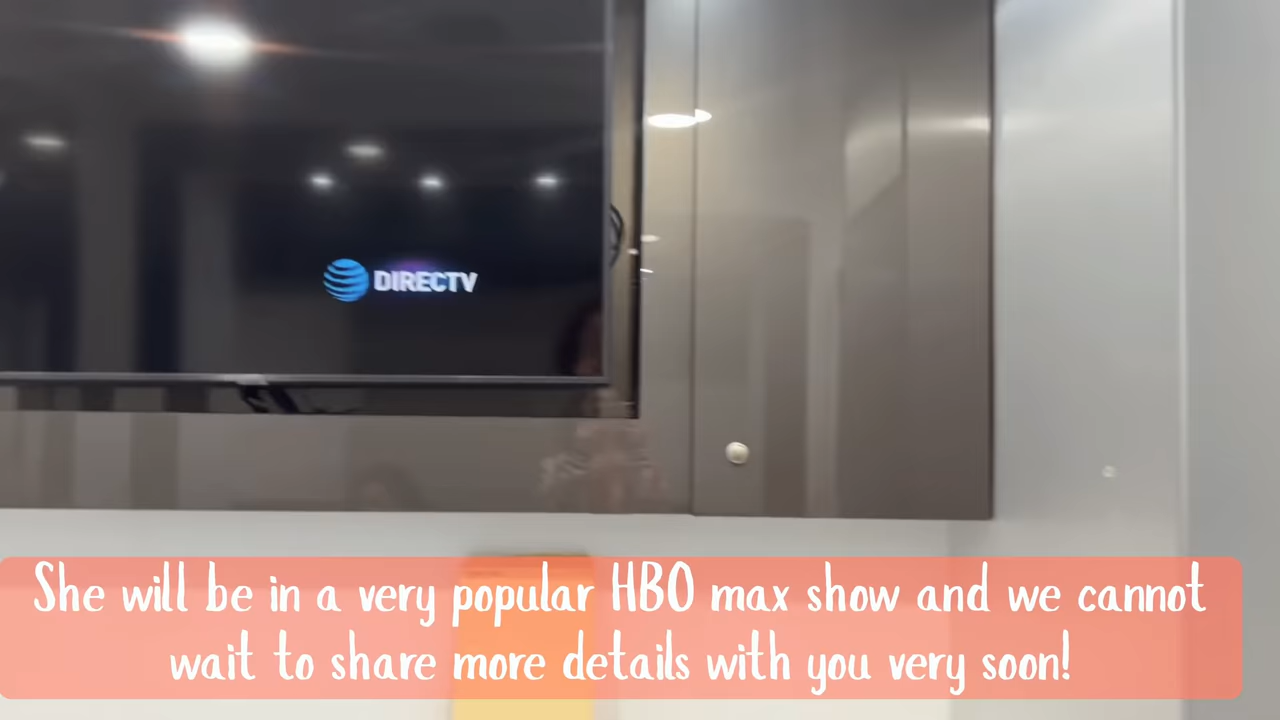 DIRECTV
She will be in a very popular HBO max show and we cannot
wait to share more details with you very soon!